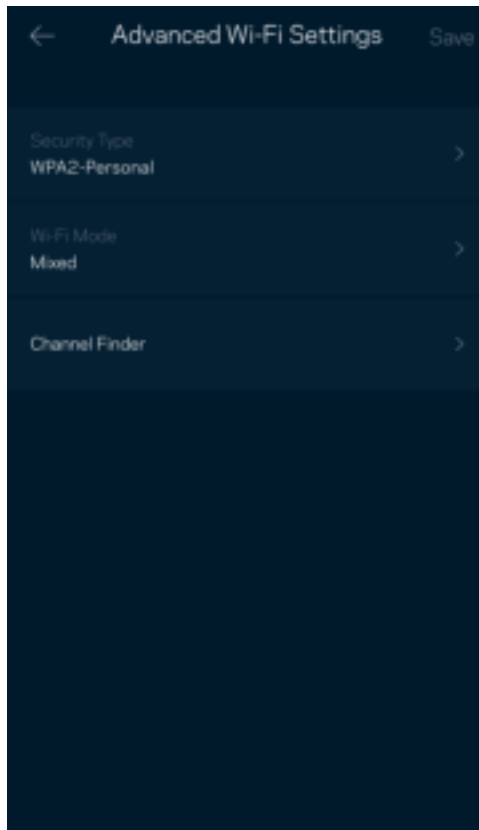 Advanced Wi-Fi Settings Save
Security Type
WPA2-Personal
Wi-Fi Mode
Mixed
Channel Finder